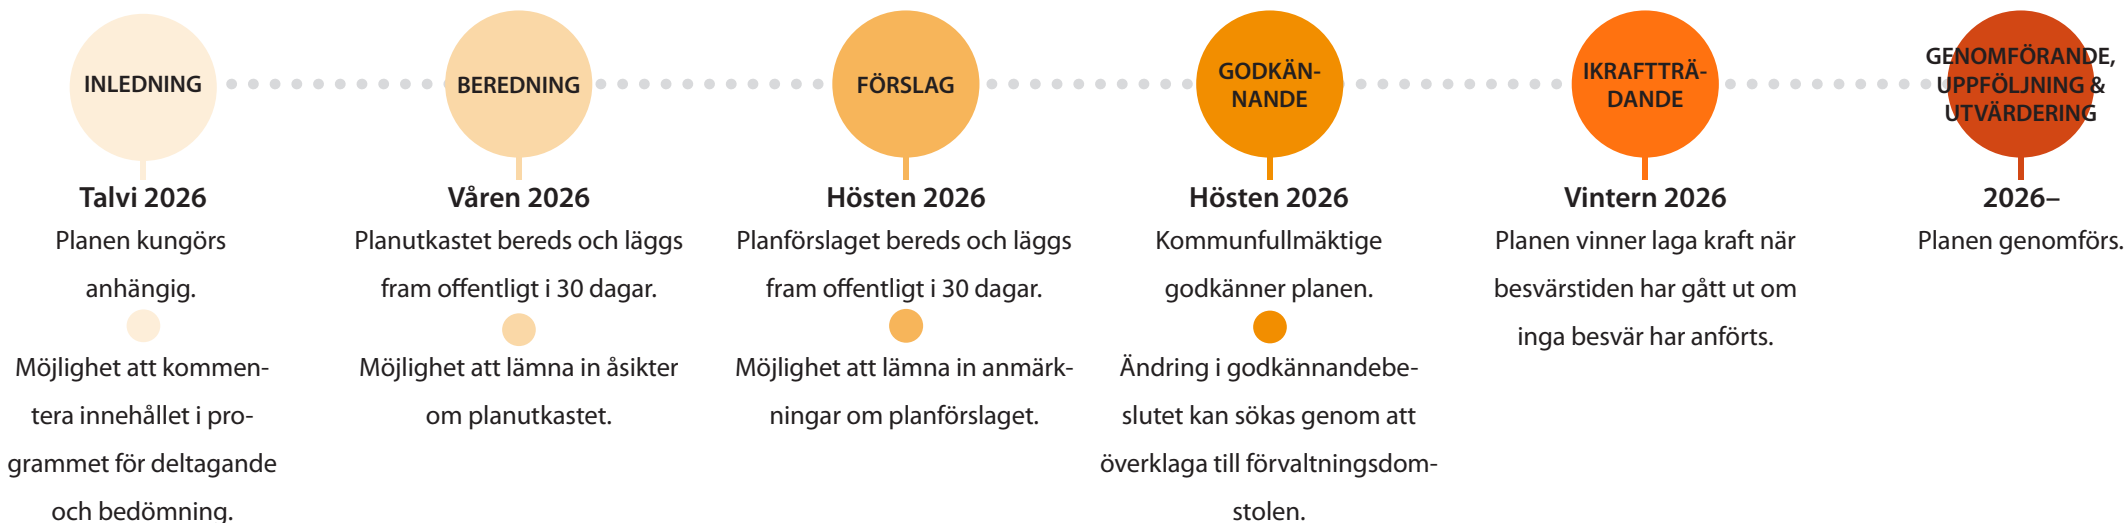 INLEDNING
Talvi 2026
Planen kungörs
anhängig.
Möjlighet att kommen-
tera innehållet i pro-
grammet för deltagande
och bedömning.
BEREDNING
Våren 2026
Planutkastet bereds och läggs
fram offentligt i 30 dagar.
Möjlighet att lämna in åsikter
om planutkastet.
FÖRSLAG
Hösten 2026
Planförslaget bereds och läggs
fram offentligt i 30 dagar.
Möjlighet att lämna in anmärk-
ningar om planförslaget.
GODKÄN-
NANDE
Hösten 2026
Kommunfullmäktige
godkänner planen.
Ändring i godkännandebe-
slutet kan sökas genom att
överklaga till förvaltningsdom-
stolen.
IKRAFTTRÄ-
DANDE
Vintern 2026
Planen vinner laga kraft när
besvärstiden har gått ut om
inga besvär har anförts.
GENOMFÖRANDE,
UPPFÖLJNING &
UTVÄRDERING
2026–
Planen genomförs.